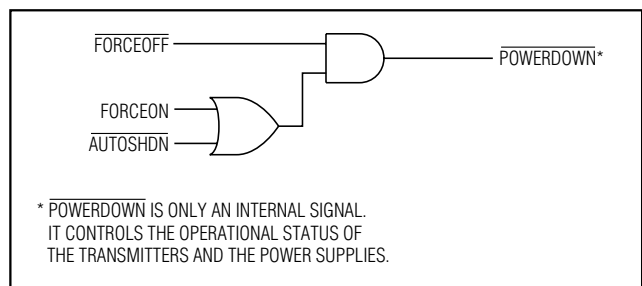 FORCEOFF
POWERDOWN*
FORCEON
AUTOSHDN
* POWERDOWN IS ONLY AN INTERNAL SIGNAL.
IT CONTROLS THE OPERATIONAL STATUS OF
THE TRANSMITTERS AND THE POWER SUPPLIES.